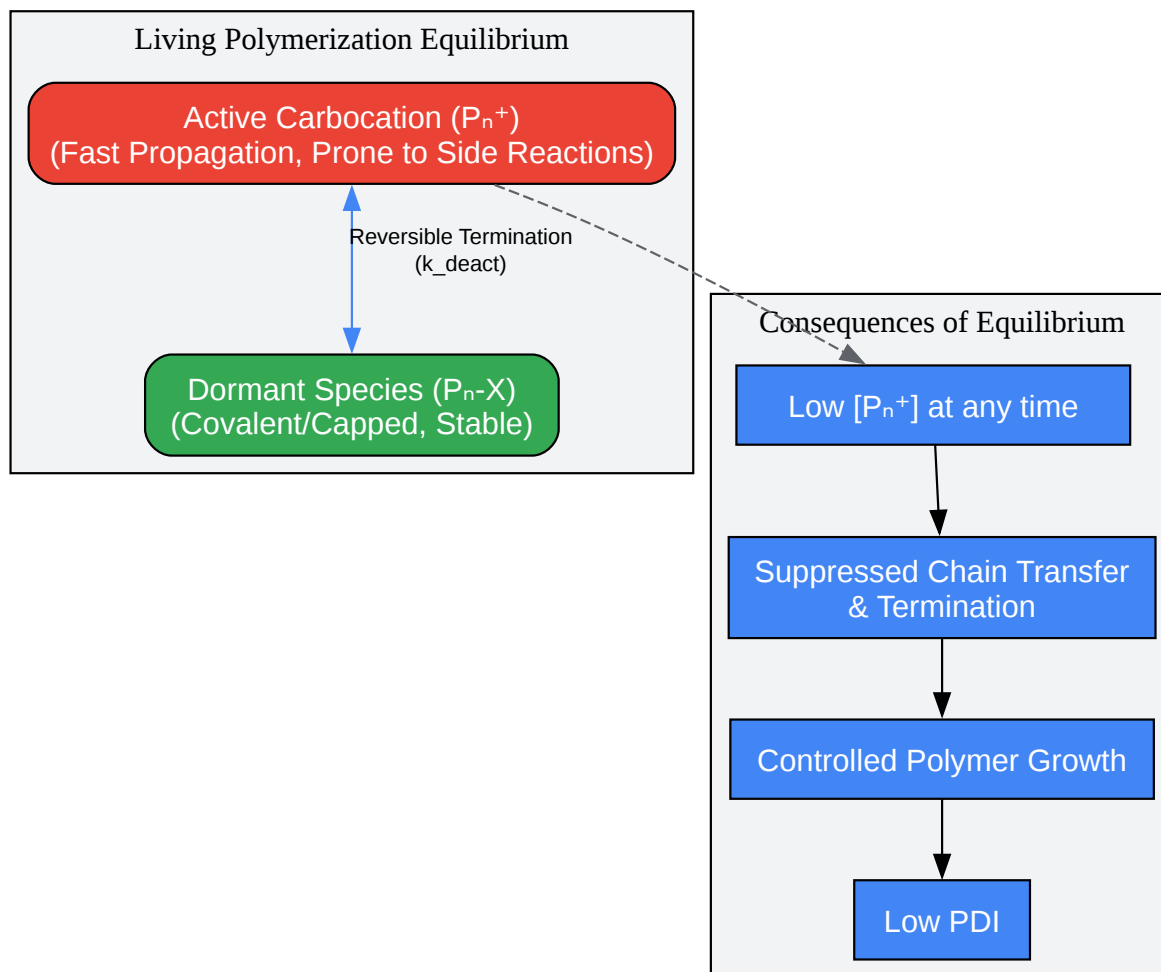 Living Polymerization Equilibrium
Active Carbocation (Pₙ⁺)
(Fast Propagation, Prone to Side Reactions)
Reversible Termination
(k_deact)
Dormant Species (Pₙ-X)
(Covalent/Capped, Stable)
Consequences of Equilibrium
Low [Pₙ⁺] at any time
Suppressed Chain Transfer
& Termination
Controlled Polymer Growth
Low PDI